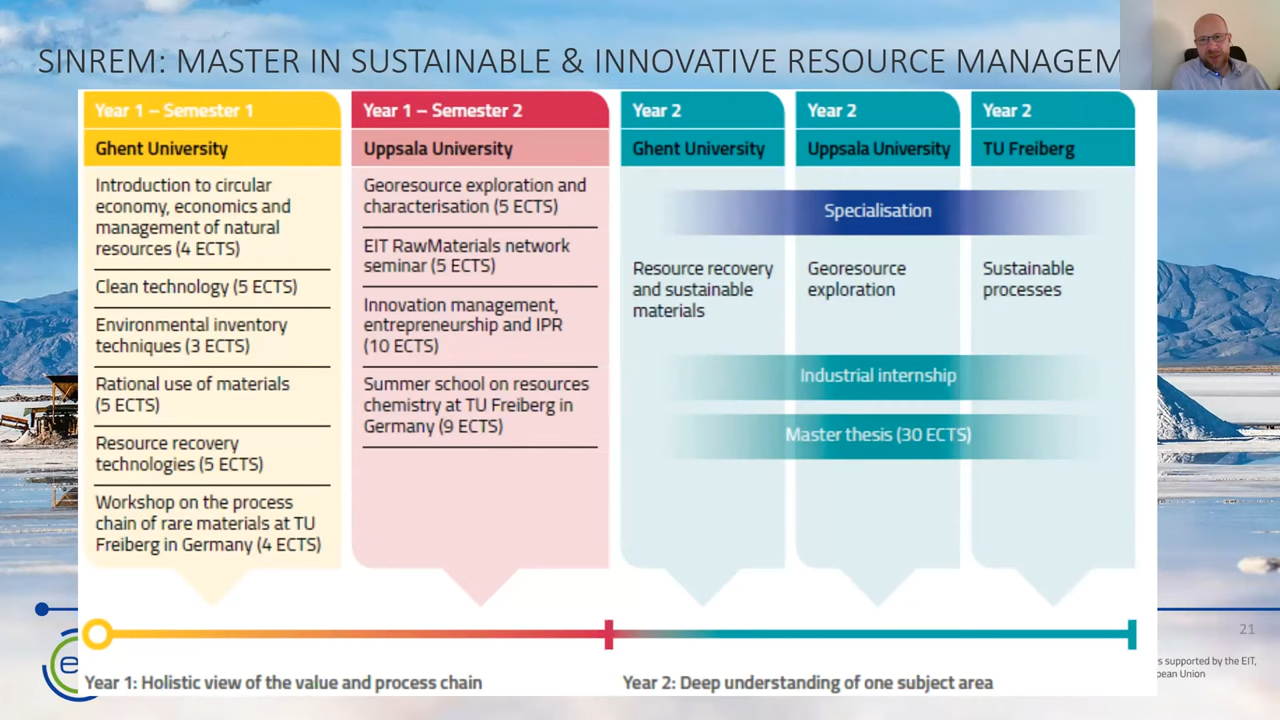 SINREM: MASTER IN SUSTAINABLE & INNOVATIVE RESOURCE
Year 1 – Semester 1
Ghent University
Introduction to circular
economy, economics and
management of natural
resources (4 ECTS)
Clean technology (5 ECTS)
Environmental inventory
techniques (3 ECTS)
Rational use of materials
(5 ECTS)
Resource recovery
technologies (5 ECTS)
Workshop on the process
chain of rare materials at TU
Freiberg in Germany (4 ECTS)
Year 1 – Semester 2
Uppsala University
Georesource exploration and
characterisation (5 ECTS)
EIT RawMaterials network
seminar (5 ECTS)
Innovation management,
entrepreneurship and IPR
(10 ECTS)
Summer school on resources
chemistry at TU Freiberg in
Germany (9 ECTS)
Year 2
Ghent University
Year 2
Uppsala University
Year 2
TU Freiberg
Specialisation
Resource recovery
and sustainable
materials
Georesource
exploration
Sustainable
processes
Industrial internship
Master thesis (30 ECTS)
Year 1: Holistic view of the value and process chain
Year 2: Deep understanding of one subject area
21
supported by the EIT,
Union